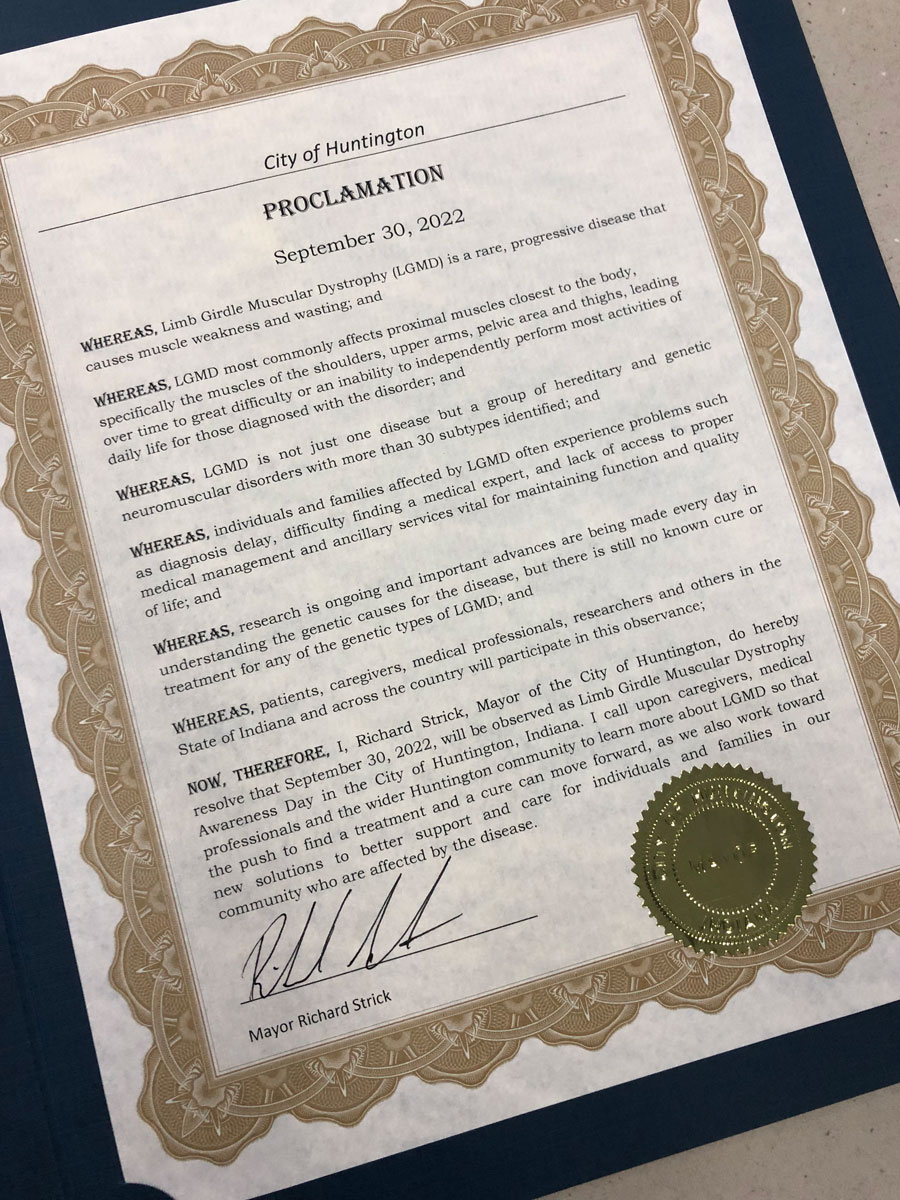 City of Huntington
PROCLAMATION
September 30, 2022
WHEREAS, Limb Girdle Muscular Dystrophy (LGMD) is a rare, progressive disease that
causes muscle weakness and wasting; and
WHEREAS, LGMD most commonly affects proximal muscles closest to the body,
specifically the muscles of the shoulders, upper arms, pelvic area and thighs, leading
over time to great difficulty or an inability to independently perform most activities of
daily life for those diagnosed with the disorder; and
WHEREAS, LGMD is not just one disease but a group of hereditary and genetic
neuromuscular disorders with more than 30 subtypes identified; and
WHEREAS, individuals and families affected by LGMD often experience problems such
as diagnosis delay, difficulty finding a medical expert, and lack of access to proper
medical management and ancillary services vital for maintaining function and quality
of life; and
WHEREAS, research is ongoing and important advances are being made every day in
understanding the genetic causes for the disease, but there is still no known cure or
treatment for any of the genetic types of LGMD; and
WHEREAS, patients, caregivers, medical professionals, researchers and others in the
State of Indiana and across the country will participate in this observance;
NOW, THEREFORE, I, Richard Strick, Mayor of the City of Huntington, do hereby
resolve that September 30, 2022, will be observed as Limb Girdle Muscular Dystrophy
Awareness Day in the City of Huntington, Indiana. I call upon caregivers, medical
professionals and the wider Huntington community to learn more about LGMD so that
the push to find a treatment and a cure can move forward, as we also work toward
new solutions to better support and care for individuals and families in our
community who are affected by the disease.
Mayor Richard Strick
CITY OF HUNTINGTON
MAYOR
INDIANA